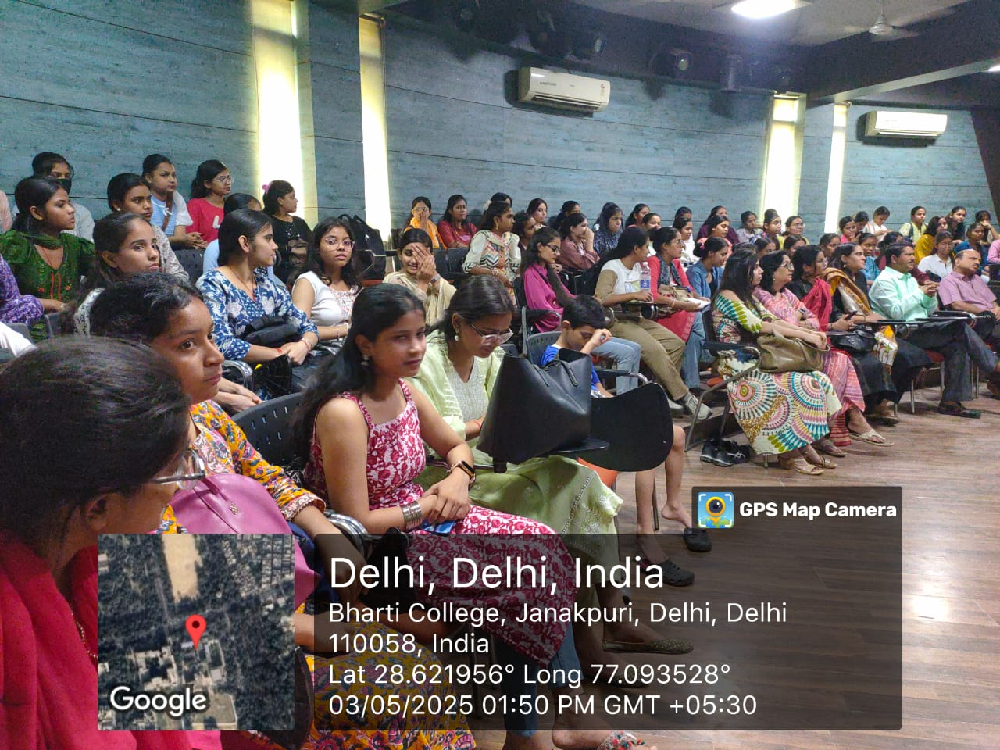 GPS Map Camera
Delhi, Delhi, India
Bharti College, Janakpuri, Delhi, Delhi
110058, India
Lat 28.621956° Long 77.093528°
03/05/2025 01:50 PM GMT +05:30
Google